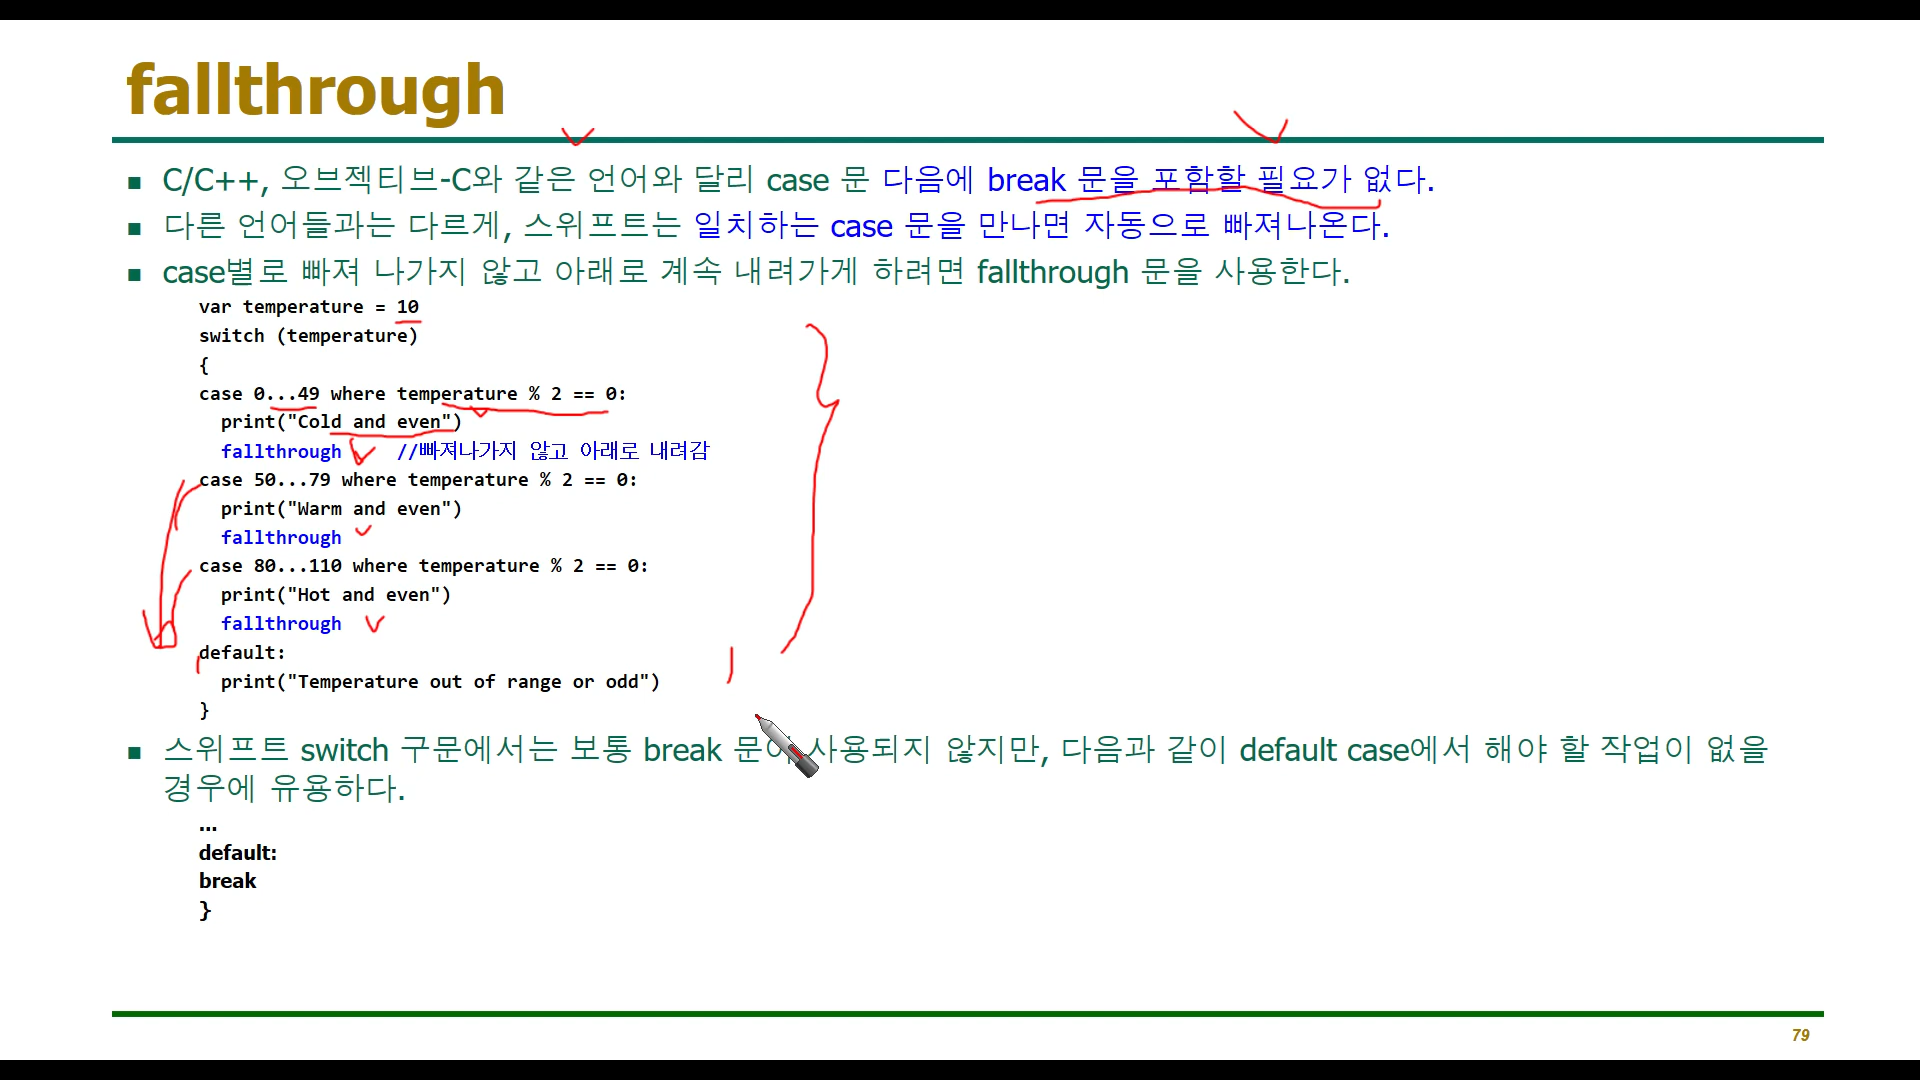 fallthrough
C/C++, 오브젝티브-C와 같은 언어와 달리 case 문 다음에 break 문을 포함할 필요가 없다.
다른 언어들과는 다르게, 스위프트는 일치하는 case 문을 만나면 자동으로 빠져나온다.
case별로 빠져 나가지 않고 아래로 계속 내려가게 하려면 fallthrough 문을 사용한다.
var temperature = 10
switch (temperature)
{
case 0...49 where temperature % 2 == 0:
print("Cold and even")
fallthrough //빠져나가지 않고 아래로 내려감
case 50...79 where temperature % 2 == 0:
print("Warm and even")
fallthrough
case 80...110 where temperature % 2 == 0:
print("Hot and even")
fallthrough
default:
print("Temperature out of range or odd")
}
스위프트 switch 구문에서는 보통 break 문이 사용되지 않지만, 다음과 같이 default case에서 해야 할 작업이 없을
경우에 유용하다.
...
default:
break
}
79